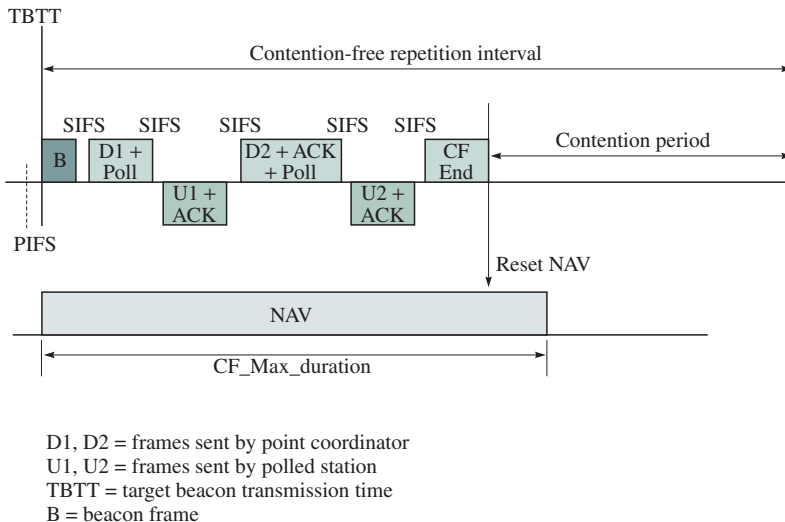 TBTT
Contention-free repetition interval
SIFS SIFS SIFS SIFS SIFS
Contention period
B
D1 +
Poll
D2 + ACK
+ Poll
CF
End
U1 +
ACK
U2 +
ACK
PIFS
Reset NAV
NAV
CF_Max_duration
D1, D2 = frames sent by point coordinator
U1, U2 = frames sent by polled station
TBTT = target beacon transmission time
B = beacon frame